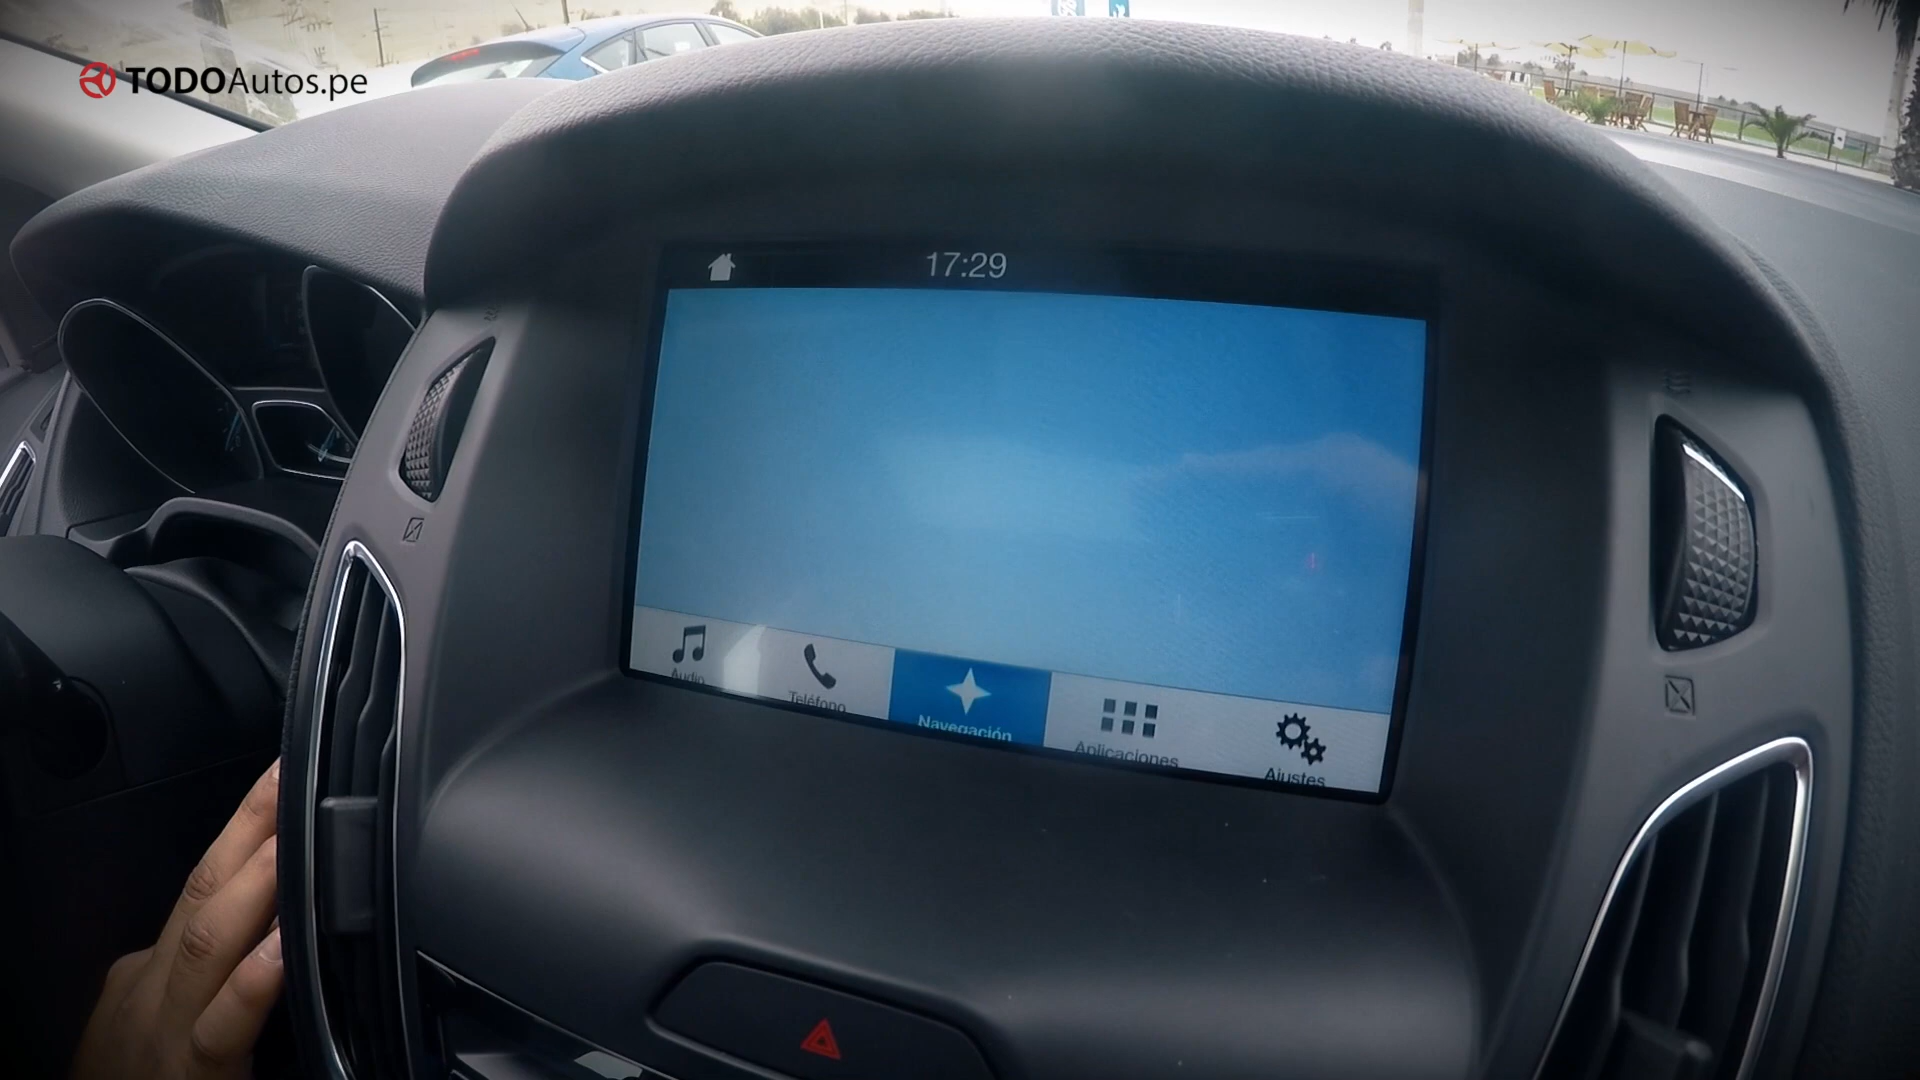 TODOAutos.pe
17:29
Audio
Teléfono
Navegación
Aplicaciones
Ajustes